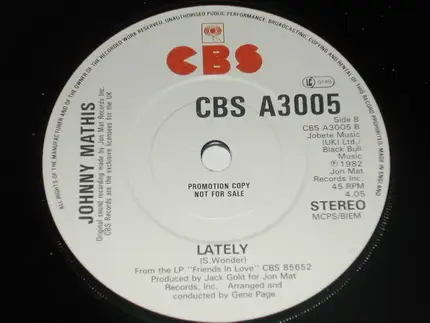 ALL RIGHTS OF THE MANUFACTURER AND OF THE OWNER OF THE RECORDED WORK RESERVED. UNAUTHORISED PUBLIC PERFORMANCE, BROADCASTING, COPYING AND RENTAL OF THIS RECORD PROHIBITED. MADE IN ENGLAND
CBS
JOHNNY MATHIS
Original sound recording made by Jon Mat Records Inc.
CBS Records are the exclusive licensees for the UK
CBS A3005
LC 0149
Side B
CBS A3005 B
Jobete Music
(UK) Ltd./
Black Bull
Music
℗ 1982
Jon Mat
Records Inc.
45 RPM
4.05
PROMOTION COPY
NOT FOR SALE
STEREO
MCPS/BIEM
LATELY
(S.Wonder)
From the LP "Friends In Love" CBS 85652
Produced by Jack Gold for Jon Mat
Records, Inc. Arranged and
conducted by Gene Page